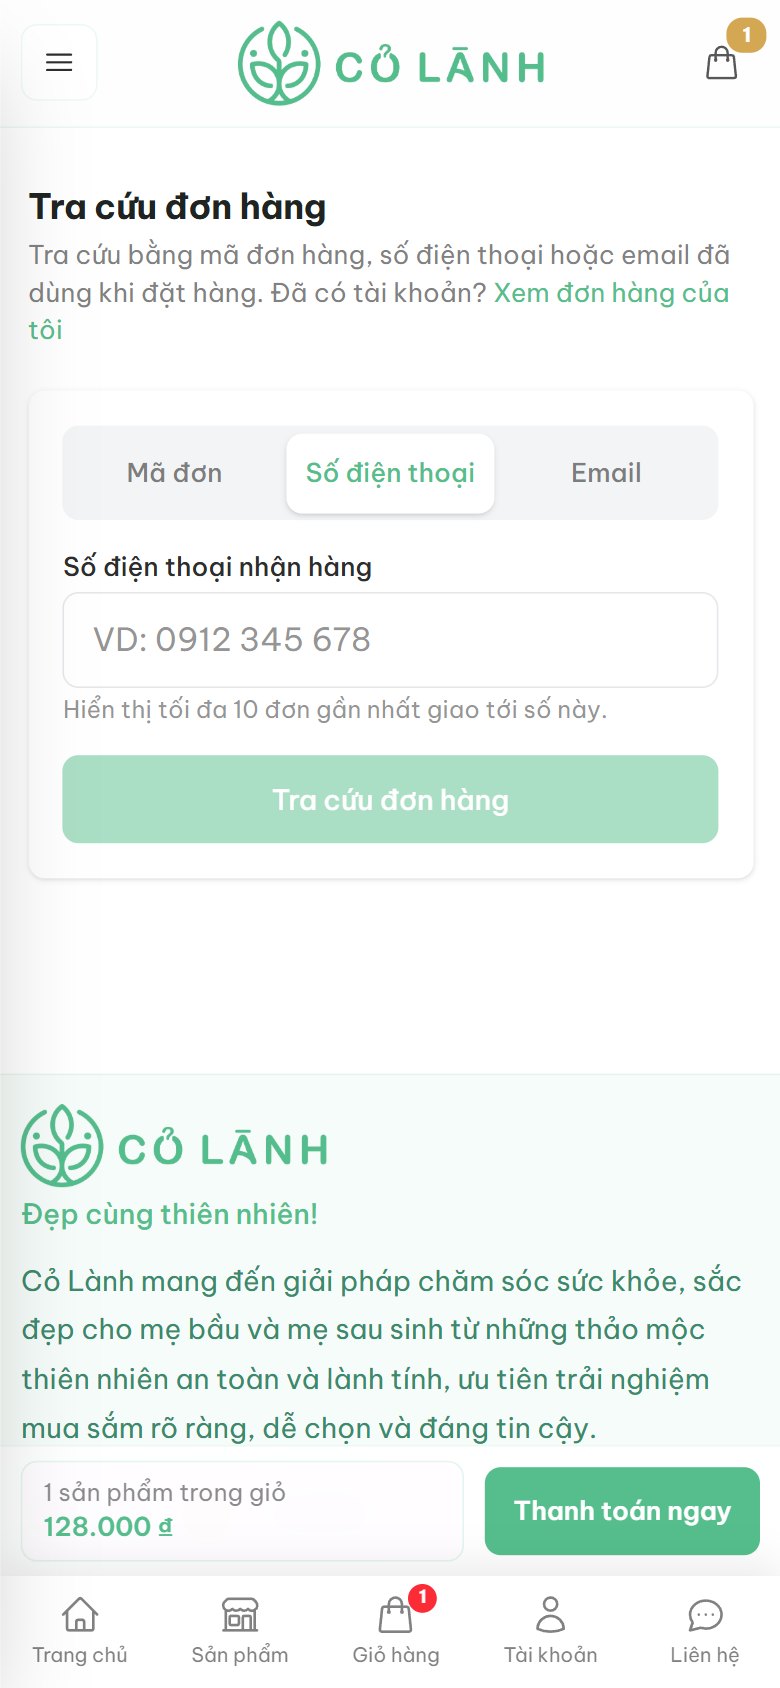 CỎ LÀNH
1
Tra cứu đơn hàng
Tra cứu bằng mã đơn hàng, số điện thoại hoặc email đã
dùng khi đặt hàng. Đã có tài khoản? Xem đơn hàng của
tôi
Mã đơn
Số điện thoại
Email
Số điện thoại nhận hàng
VD: 0912 345 678
Hiển thị tối đa 10 đơn gần nhất giao tới số này.
Tra cứu đơn hàng
CỎ LÀNH
Đẹp cùng thiên nhiên!
Cỏ Lành mang đến giải pháp chăm sóc sức khỏe, sắc
đẹp cho mẹ bầu và mẹ sau sinh từ những thảo mộc
thiên nhiên an toàn và lành tính, ưu tiên trải nghiệm
mua sắm rõ ràng, dễ chọn và đáng tin cậy.
1 sản phẩm trong giỏ
128.000 ₫
Thanh toán ngay
1
Trang chủ
Sản phẩm
Giỏ hàng
Tài khoản
Liên hệ